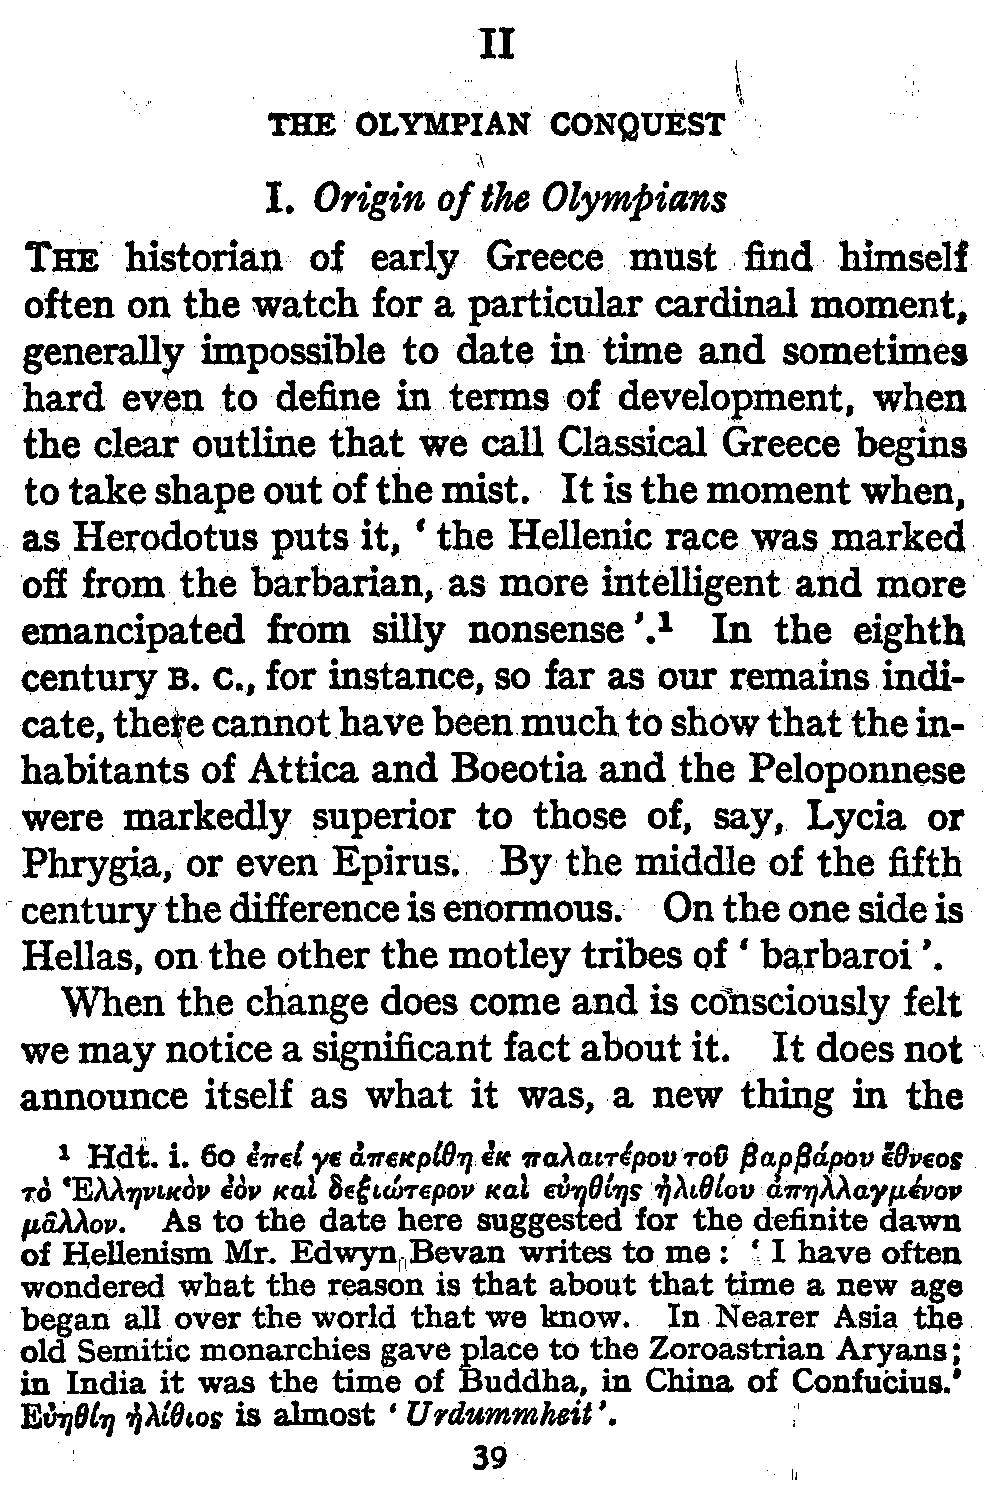 II
THE OLYMPIAN CONQUEST
I. Origin of the Olympians
THE historian of early Greece must find himself
often on the watch for a particular cardinal moment,
generally impossible to date in time and sometimes
hard even to define in terms of development, when
the clear outline that we call Classical Greece begins
to take shape out of the mist. It is the moment when,
as Herodotus puts it, ‘ the Hellenic race was marked
off from the barbarian, as more intelligent and more
emancipated from silly nonsense ’.¹ In the eighth
century B. C., for instance, so far as our remains indi-
cate, there cannot have been much to show that the in-
habitants of Attica and Boeotia and the Peloponnese
were markedly superior to those of, say, Lycia or
Phrygia, or even Epirus. By the middle of the fifth
century the difference is enormous. On the one side is
Hellas, on the other the motley tribes of ‘ barbaroi ’.
When the change does come and is consciously felt
we may notice a significant fact about it. It does not
announce itself as what it was, a new thing in the
¹ Hdt. i. 60 ἐπεί γε ἀπεκρίθη ἐκ παλαιτέρου τοῦ βαρβάρου ἔθνεος
τὸ Ἑλληνικὸν ἐὸν καὶ δεξιώτερον καὶ εὐηθίης ἠλιθίου ἀπηλλαγμένον
μᾶλλον. As to the date here suggested for the definite dawn
of Hellenism Mr. Edwyn Bevan writes to me : ‘ I have often
wondered what the reason is that about that time a new age
began all over the world that we know. In Nearer Asia the
old Semitic monarchies gave place to the Zoroastrian Aryans;
in India it was the time of Buddha, in China of Confucius.’
Εὐηθίη ἠλίθιος is almost ‘ Urdummheit ’.
39